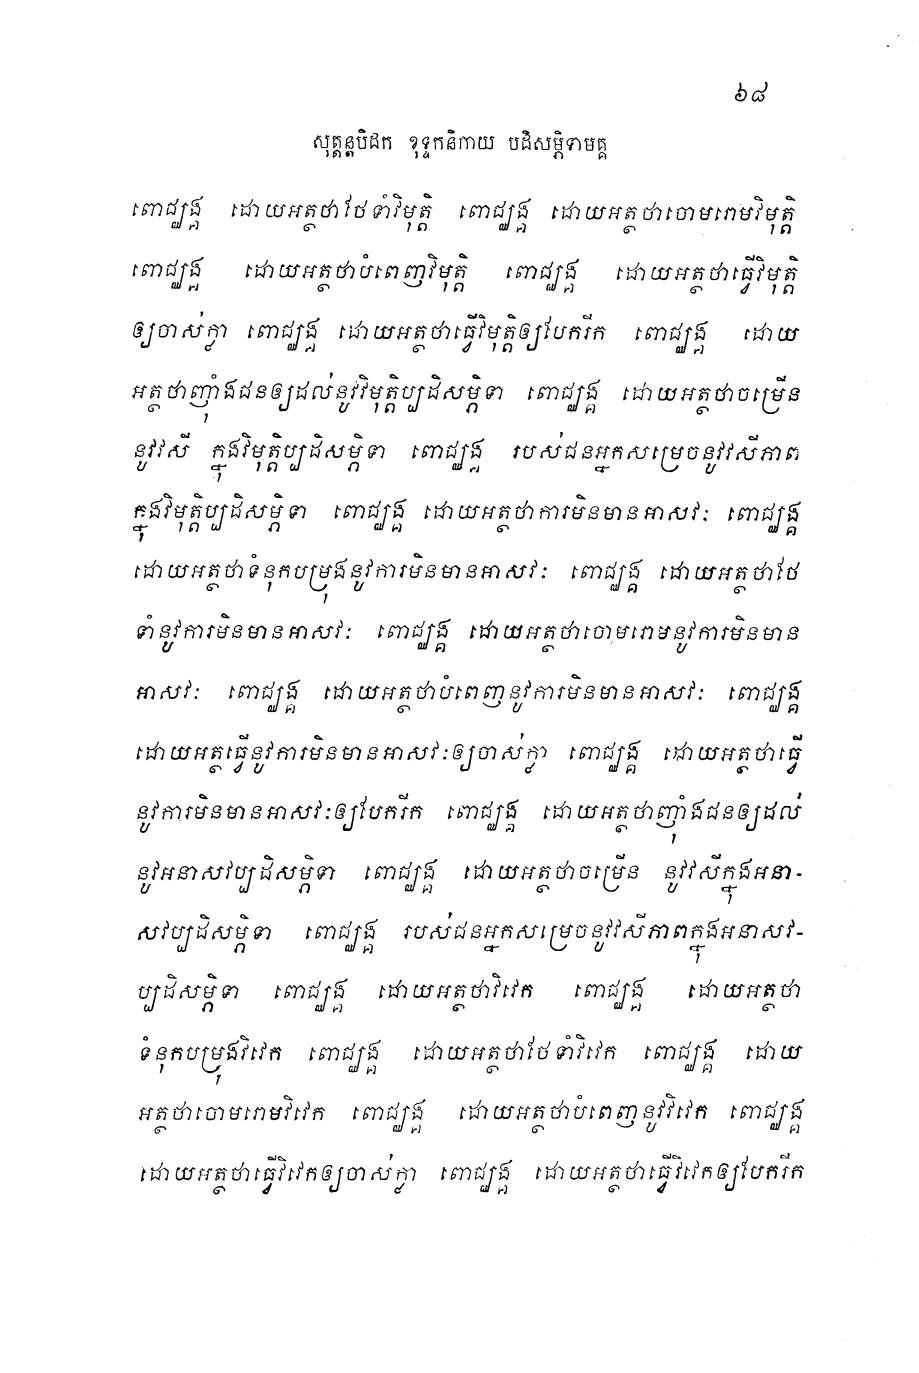 ៦៨
សុត្តន្តបិដក ខុទ្ទកនិកាយ បដិសម្ភិទាមគ្គ
ពោជ្ឈង្គ ដោយអត្ថថាថែទាំវិមុត្តិ ពោជ្ឈង្គ ដោយអត្ថថាចោមរោមវិមុត្តិ
ពោជ្ឈង្គ ដោយអត្ថថាបំពេញវិមុត្តិ ពោជ្ឈង្គ ដោយអត្ថថាធ្វើវិមុត្តិ
ឲ្យចាស់ក្លា ពោជ្ឈង្គ ដោយអត្ថថាធ្វើវិមុត្តិឲ្យបែករីក ពោជ្ឈង្គ ដោយ
អត្ថថាញុំាងជនឲ្យដល់នូវវិមុត្តិប្បដិសម្ភិទា ពោជ្ឈង្គ ដោយអត្ថថាចម្រើន
នូវវសី ក្នុងវិមុត្តិប្បដិសម្ភិទា ពោជ្ឈង្គ របស់ជនអ្នកសម្រេចនូវវសីភាព
ក្នុងវិមុត្តិប្បដិសម្ភិទា ពោជ្ឈង្គ ដោយអត្ថថាការមិនមានអាសវៈ ពោជ្ឈង្គ
ដោយអត្ថថាទំនុកបម្រុងនូវការមិនមានអាសវៈ ពោជ្ឈង្គ ដោយអត្ថថាថែ
ទាំនូវការមិនមានអាសវៈ ពោជ្ឈង្គ ដោយអត្ថថាចោមរោមនូវការមិនមាន
អាសវៈ ពោជ្ឈង្គ ដោយអត្ថថាបំពេញនូវការមិនមានអាសវៈ ពោជ្ឈង្គ
ដោយអត្ថធ្វើនូវការមិនមានអាសវៈឲ្យចាស់ក្លា ពោជ្ឈង្គ ដោយអត្ថថាធ្វើ
នូវការមិនមានអាសវៈឲ្យបែករីក ពោជ្ឈង្គ ដោយអត្ថថាញុំាងជនឲ្យដល់
នូវអនាសវប្បដិសម្ភិទា ពោជ្ឈង្គ ដោយអត្ថថាចម្រើន នូវវសីក្នុងអនា-
សវប្បដិសម្ភិទា ពោជ្ឈង្គ របស់ជនអ្នកសម្រេចនូវវសីភាពក្នុងអនាសវ-
ប្បដិសម្ភិទា ពោជ្ឈង្គ ដោយអត្ថថាវិវេក ពោជ្ឈង្គ ដោយអត្ថថា
ទំនុកបម្រុងវិវេក ពោជ្ឈង្គ ដោយអត្ថថាថែទាំវិវេក ពោជ្ឈង្គ ដោយ
អត្ថថាចោមរោមវិវេក ពោជ្ឈង្គ ដោយអត្ថថាបំពេញនូវវិវេក ពោជ្ឈង្គ
ដោយអត្ថថាធ្វើវិវេកឲ្យចាស់ក្លា ពោជ្ឈង្គ ដោយអត្ថថាធ្វើវិវេកឲ្យបែករីក